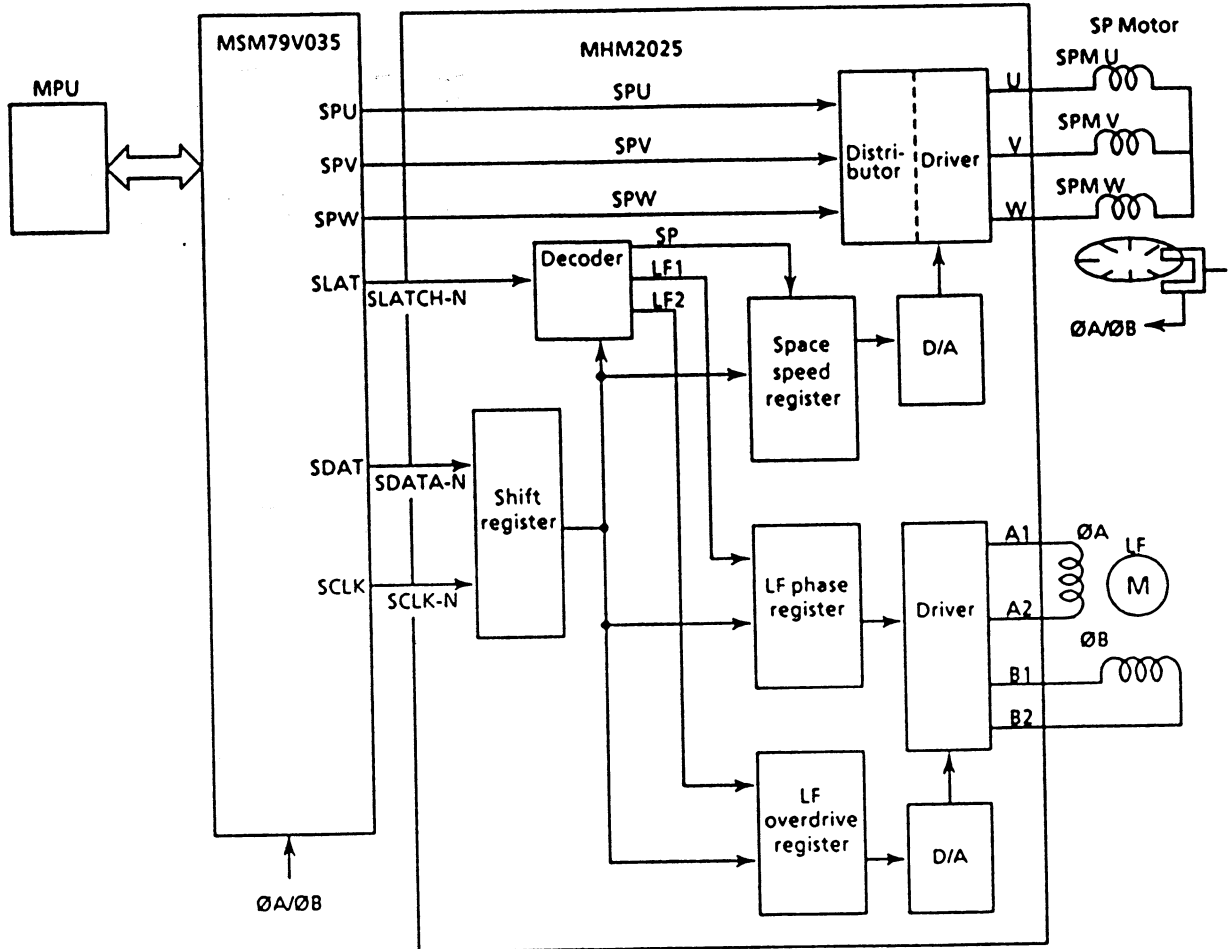 MSM79V035
MHM2025
SP Motor
MPU
SPU
SPU
SPV
SPV
SPW
SPW
Distri-
butor
Driver
U
V
W
SPM U
SPM V
SPM W
SLAT
SLATCH-N
Decoder
SP
LF1
LF2
Space
speed
register
D/A
ØA/ØB
SDAT
SDATA-N
SCLK
SCLK-N
Shift
register
LF phase
register
Driver
A1
A2
B1
B2
ØA
ØB
LF
M
LF
overdrive
register
D/A
ØA/ØB